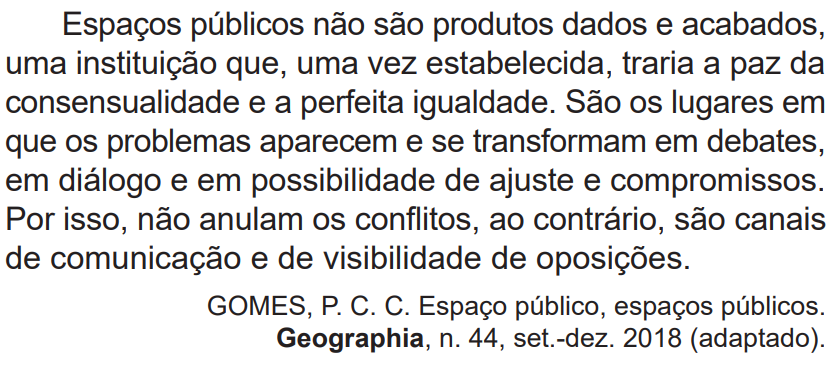 Espaços públicos não são produtos dados e acabados,
uma instituição que, uma vez estabelecida, traria a paz da
consensualidade e a perfeita igualdade. São os lugares em
que os problemas aparecem e se transformam em debates,
em diálogo e em possibilidade de ajuste e compromissos.
Por isso, não anulam os conflitos, ao contrário, são canais
de comunicação e de visibilidade de oposições.
GOMES, P. C. C. Espaço público, espaços públicos.
Geographia, n. 44, set.-dez. 2018 (adaptado).